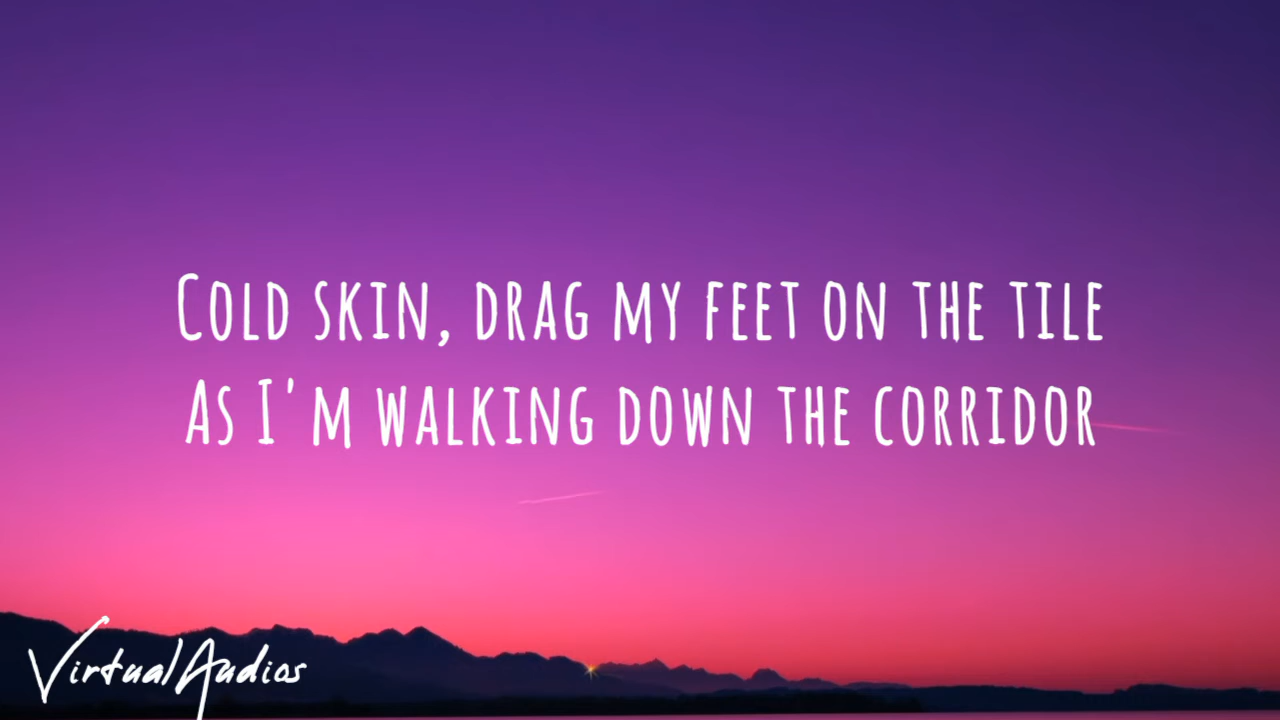 Cold skin, drag my feet on the tile
As I'm walking down the corridor
VirtualAudios